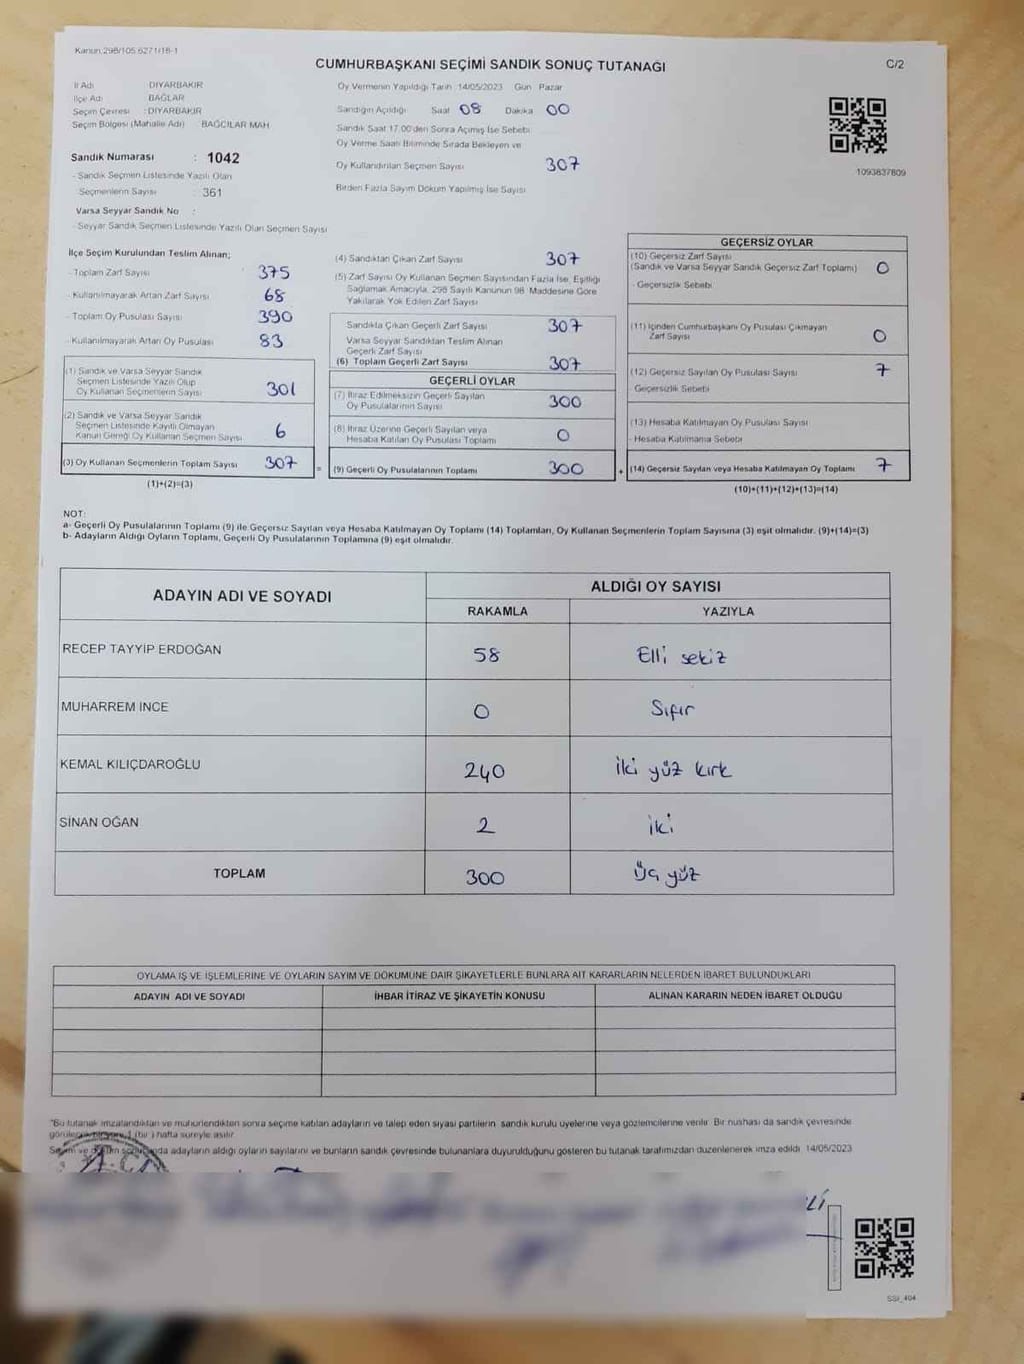 Kanun:298/105,6271/18-1
CUMHURBAŞKANI SEÇİMİ SANDIK SONUÇ TUTANAĞI
C/2
İl Adı DİYARBAKIR
İlçe Adı BAĞLAR
Seçim Çevresi : DİYARBAKIR
Seçim Bölgesi (Mahalle Adı) BAĞCILAR MAH
Sandık Numarası : 1042
- Sandık Seçmen Listesinde Yazılı Olan
Seçmenlerin Sayısı : 361
Varsa Seyyar Sandık No :
- Seyyar Sandık Seçmen Listesinde Yazılı Olan Seçmen Sayısı
Oy Vermenin Yapıldığı Tarih 14/05/2023 Gün Pazar
Sandığın Açıldığı Saat 08 Dakika 00
Sandık Saat 17.00'den Sonra Açılmış İse Sebebi
Oy Verme Saati Bitiminde Sırada Bekleyen ve
Oy Kullandırılan Seçmen Sayısı 307
Birden Fazla Sayım Döküm Yapılmış İse Sayısı
1093837809
İlçe Seçim Kurulundan Teslim Alınan;
- Toplam Zarf Sayısı 375
- Kullanılmayarak Artan Zarf Sayısı 68
- Toplam Oy Pusulası Sayısı 390
- Kullanılmayarak Artan Oy Pusulası 83
(1) Sandık ve Varsa Seyyar Sandık
Seçmen Listesinde Yazılı Olup
Oy Kullanan Seçmenlerin Sayısı 301
(2) Sandık ve Varsa Seyyar Sandık
Seçmen Listesinde Kayıtlı Olmayan
Kanun Gereği Oy Kullanan Seçmen Sayısı 6
(3) Oy Kullanan Seçmenlerin Toplam Sayısı 307
(1)+(2)=(3)
(4) Sandıktan Çıkan Zarf Sayısı 307
(5) Zarf Sayısı Oy Kullanan Seçmen Sayısından Fazla İse, Eşitliği
Sağlamak Amacıyla, 298 Sayılı Kanunun 98. Maddesine Göre
Yakılarak Yok Edilen Zarf Sayısı
Sandıkta Çıkan Geçerli Zarf Sayısı 307
Varsa Seyyar Sandıktan Teslim Alınan
Geçerli Zarf Sayısı
(6) Toplam Geçerli Zarf Sayısı 307
GEÇERLİ OYLAR
(7) İtiraz Edilmeksizin Geçerli Sayılan
Oy Pusulalarının Sayısı 300
(8) İtiraz Üzerine Geçerli Sayılan veya
Hesaba Katılan Oy Pusulası Toplamı 0
= (9) Geçerli Oy Pusulalarının Toplamı 300
GEÇERSİZ OYLAR
(10) Geçersiz Zarf Sayısı
(Sandık ve Varsa Seyyar Sandık Geçersiz Zarf Toplamı) 0
- Geçersizlik Sebebi
(11) İçinden Cumhurbaşkanı Oy Pusulası Çıkmayan
Zarf Sayısı 0
(12) Geçersiz Sayılan Oy Pusulası Sayısı 7
Geçersizlik Sebebi
(13) Hesaba Katılmayan Oy Pusulası Sayısı
- Hesaba Katılmama Sebebi
+ (14) Geçersiz Sayılan veya Hesaba Katılmayan Oy Toplamı 7
(10)+(11)+(12)+(13)=(14)
NOT:
a- Geçerli Oy Pusulalarının Toplamı (9) ile Geçersiz Sayılan veya Hesaba Katılmayan Oy Toplamı (14) Toplamları, Oy Kullanan Seçmenlerin Toplam Sayısına (3) eşit olmalıdır. (9)+(14)=(3)
b- Adayların Aldığı Oyların Toplamı, Geçerli Oy Pusulalarının Toplamına (9) eşit olmalıdır.
ADAYIN ADI VE SOYADI
ALDIĞI OY SAYISI
RAKAMLA YAZIYLA
RECEP TAYYİP ERDOĞAN 58 Elli sekiz
MUHARREM İNCE 0 Sıfır
KEMAL KILIÇDAROĞLU 240 iki yüz kırk
SİNAN OĞAN 2 iki
TOPLAM 300 Üç yüz
OYLAMA İŞ VE İŞLEMLERİNE VE OYLARIN SAYIM VE DÖKÜMÜNE DAİR ŞİKAYETLERLE BUNLARA AİT KARARLARIN NELERDEN İBARET BULUNDUKLARI
ADAYIN ADI VE SOYADI İHBAR İTİRAZ VE ŞİKAYETİN KONUSU ALINAN KARARIN NEDEN İBARET OLDUĞU
*Bu tutanak imzalandıktan ve mühürlendikten sonra seçime katılan adayların ve talep eden siyasi partilerin sandık kurulu üyelerine veya gözlemcilerine verilir. Bir nüshası da sandık çevresinde
görülecek bir yere 1 (bir) hafta süreyle asılır.
Seçim ve adayların aldığı oyların sayılarını ve bunların sandık çevresinde bulunanlara duyurulduğunu gösteren bu tutanak tarafımızdan düzenlenerek imza edildi. 14/05/2023
SSI_404